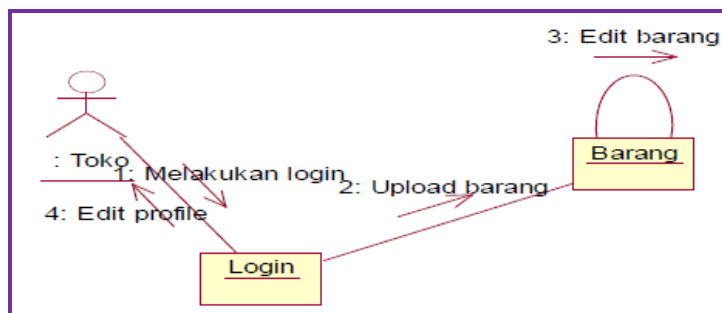 3: Edit barang
: Toko
1: Melakukan login
Barang
2: Upload barang
4: Edit profile
Login